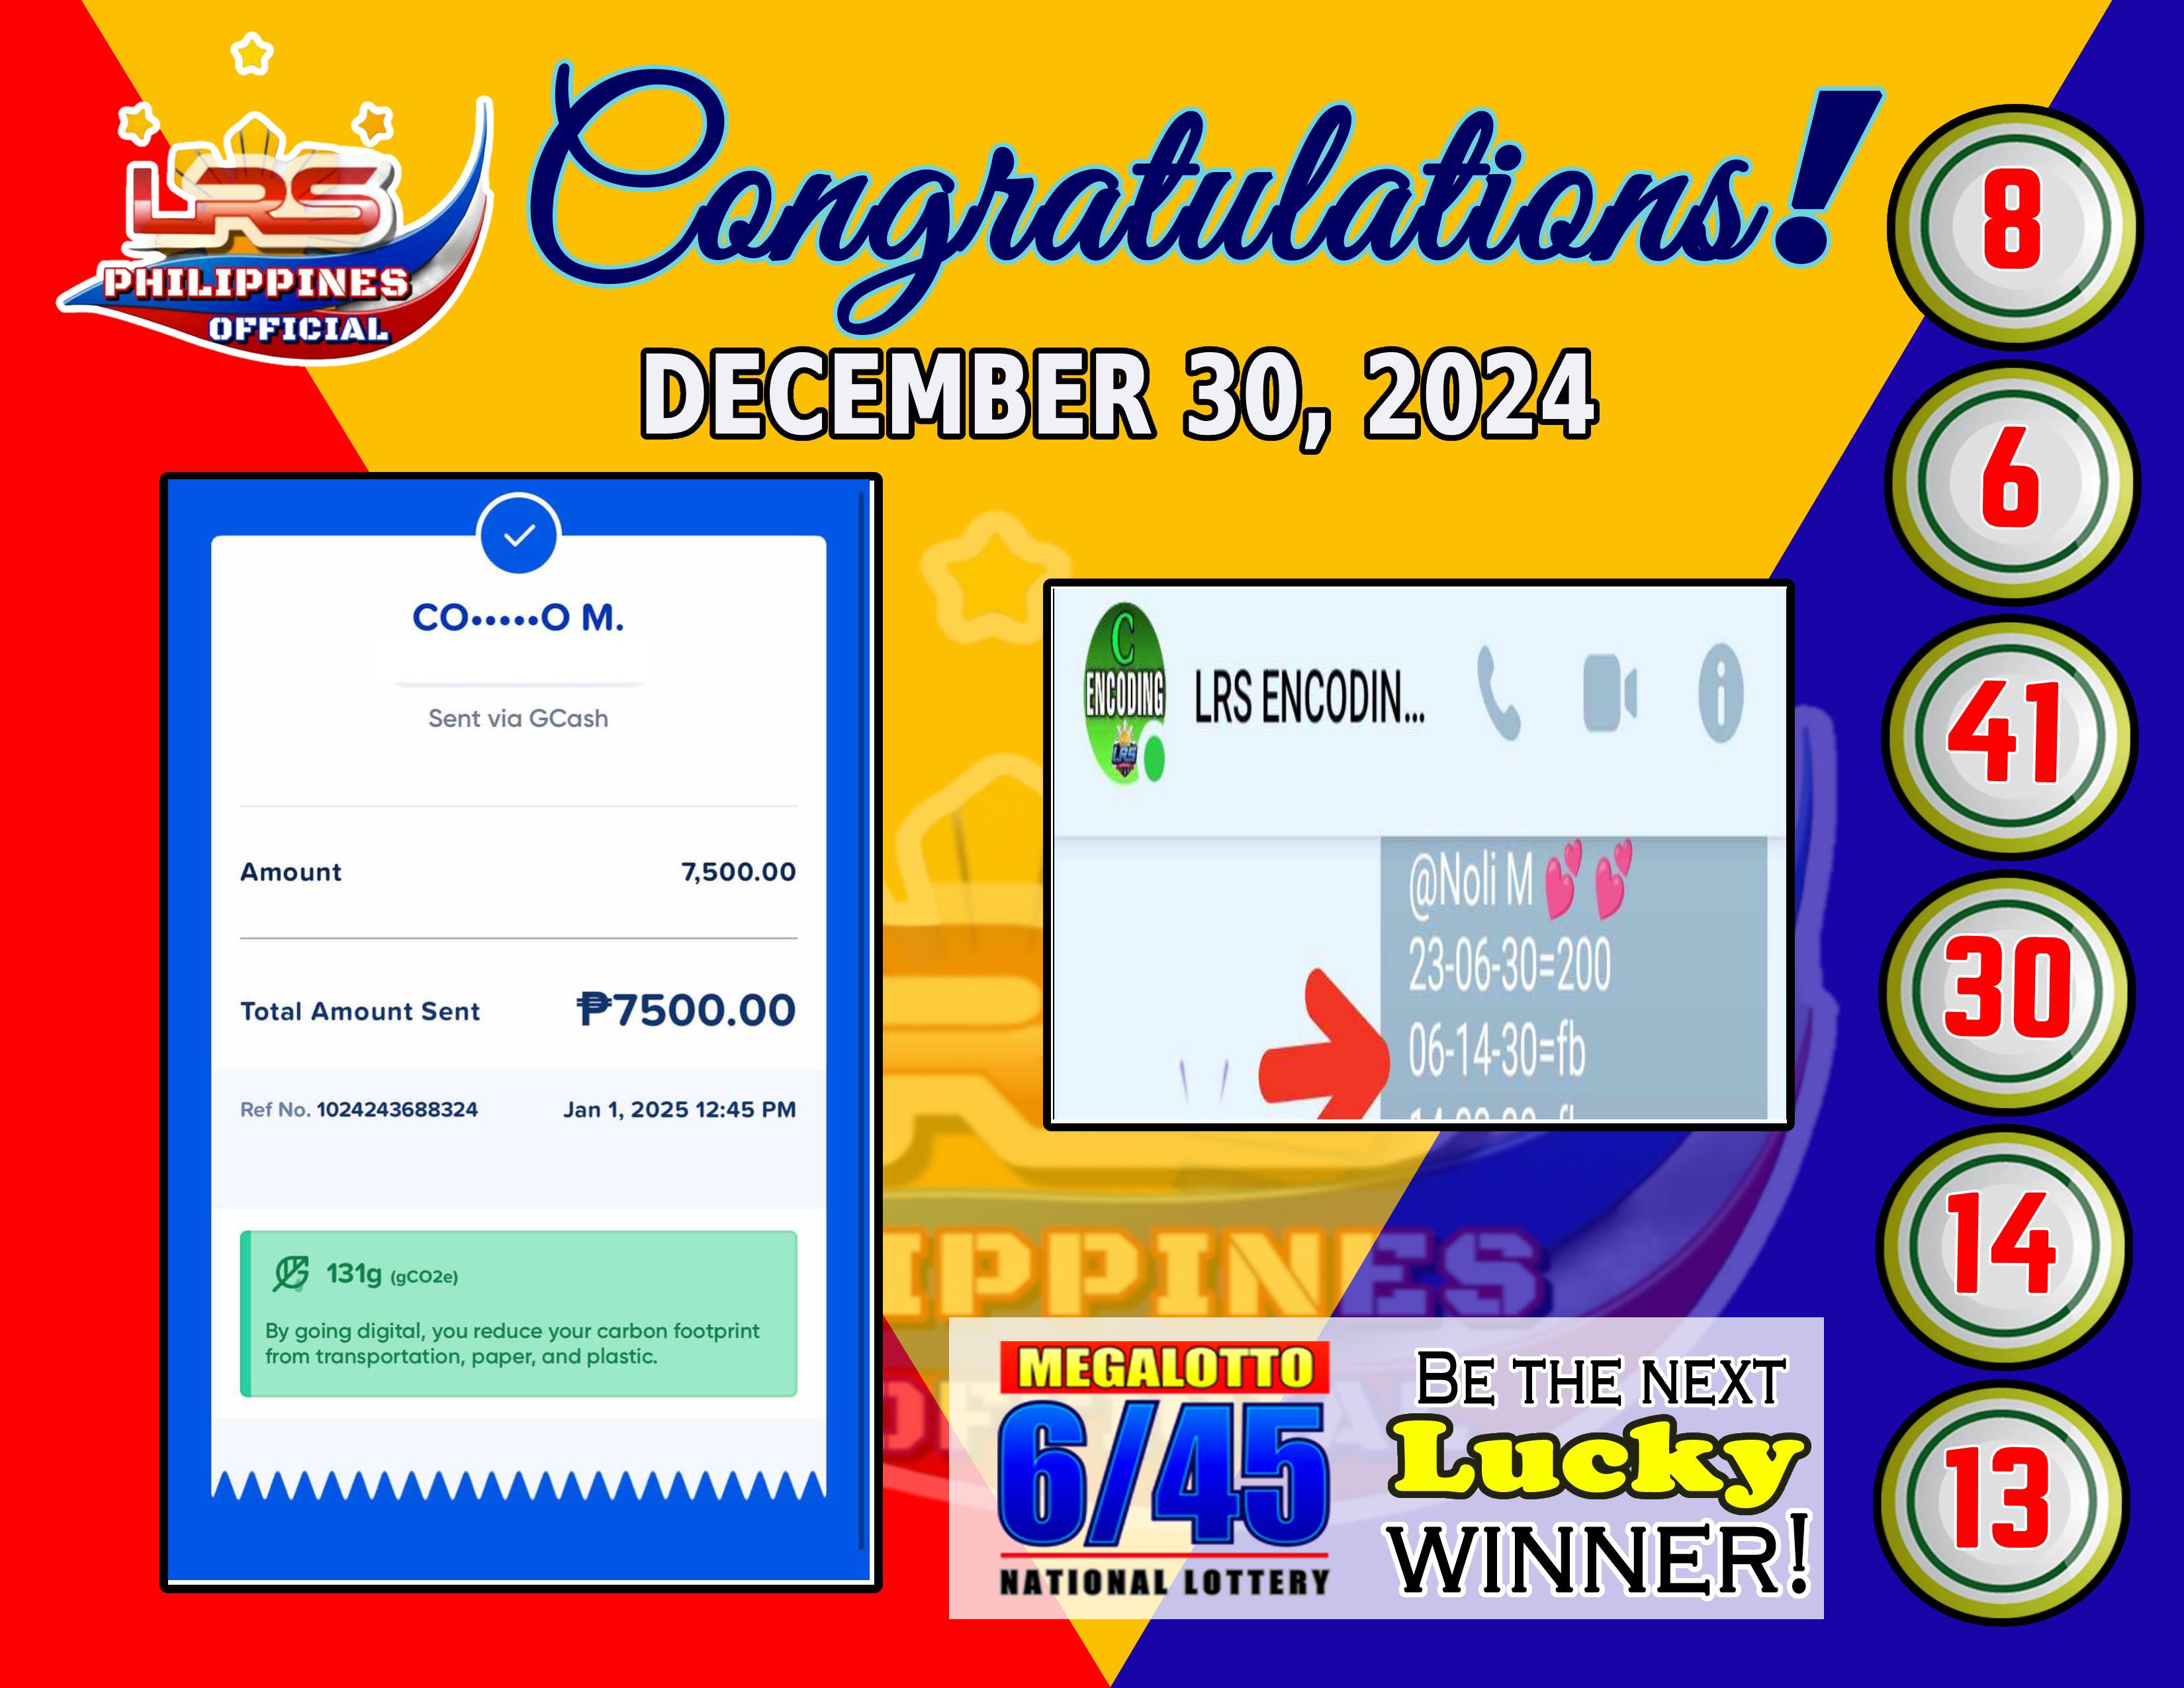 LRS
PHILIPPINES
OFFICIAL
Congratulations!
DECEMBER 30, 2024
CO•••••O M.
Sent via GCash
Amount 7,500.00
Total Amount Sent ₱7500.00
Ref No. 1024243688324 Jan 1, 2025 12:45 PM
131g (gCO2e)
By going digital, you reduce your carbon footprint
from transportation, paper, and plastic.
C
ENCODING
LRS
LRS ENCODIN...
@Noli M 💕 💕
23-06-30=200
06-14-30=fb
IPPINES
MEGALOTTO
6/45
NATIONAL LOTTERY
BE THE NEXT
Lucky
WINNER!
8
6
41
30
14
13